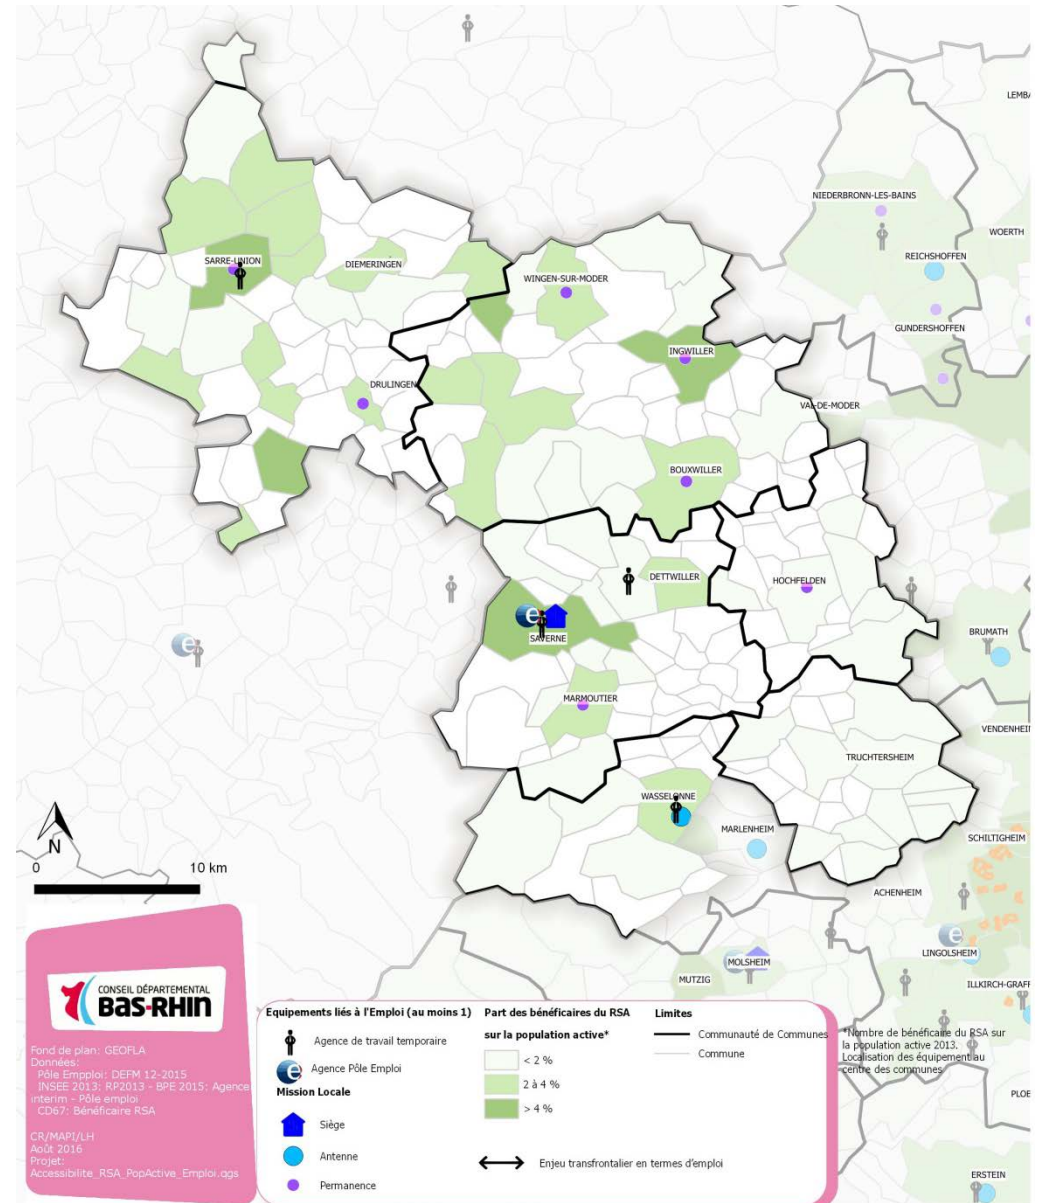 LEMBA
NIEDERBRONN-LES-BAINS
WOERTH
REICHSHOFFEN
GUNDERSHOFFEN
SARRE-UNION
DIEMERINGEN
WINGEN-SUR-MODER
INGWILLER
DRULINGEN
VAL-DE-MODER
BOUXWILLER
DETTWILLER
HOCHFELDEN
SAVERNE
BRUMATH
MARMOUTIER
VENDENHEI
TRUCHTERSHEIM
WASSELONNE
MARLENHEIM
SCHILTIGHEIM
ACHENHEIM
LINGOLSHEIM
MOLSHEIM
MUTZIG
ILLKIRCH-GRAFF
PLOE
ERSTEIN
N
0 10 km
CONSEIL DÉPARTEMENTAL
BAS-RHIN
Fond de plan: GEOFLA
Données:
Pôle Empploi: DEFM 12-2015
INSEE 2013; RP2013 - BPE 2015; Agence
interim - Pôle emploi
CD67: Bénéficiaire RSA
CR/MAPI/LH
Août 2016
Projet:
Accessibilite_RSA_PopActive_Emploi.qgs
Equipements liés à l'Emploi (au moins 1)
Agence de travail temporaire
Agence Pôle Emploi
Mission Locale
Siège
Antenne
Permanence
Part des bénéficaires du RSA
sur la population active*
< 2 %
2 à 4 %
> 4 %
Enjeu transfrontalier en termes d'emploi
Limites
Communauté de Communes
Commune
*Nombre de bénéficiaire du RSA sur
la population active 2013.
Localisation des équipement au
centre des communes